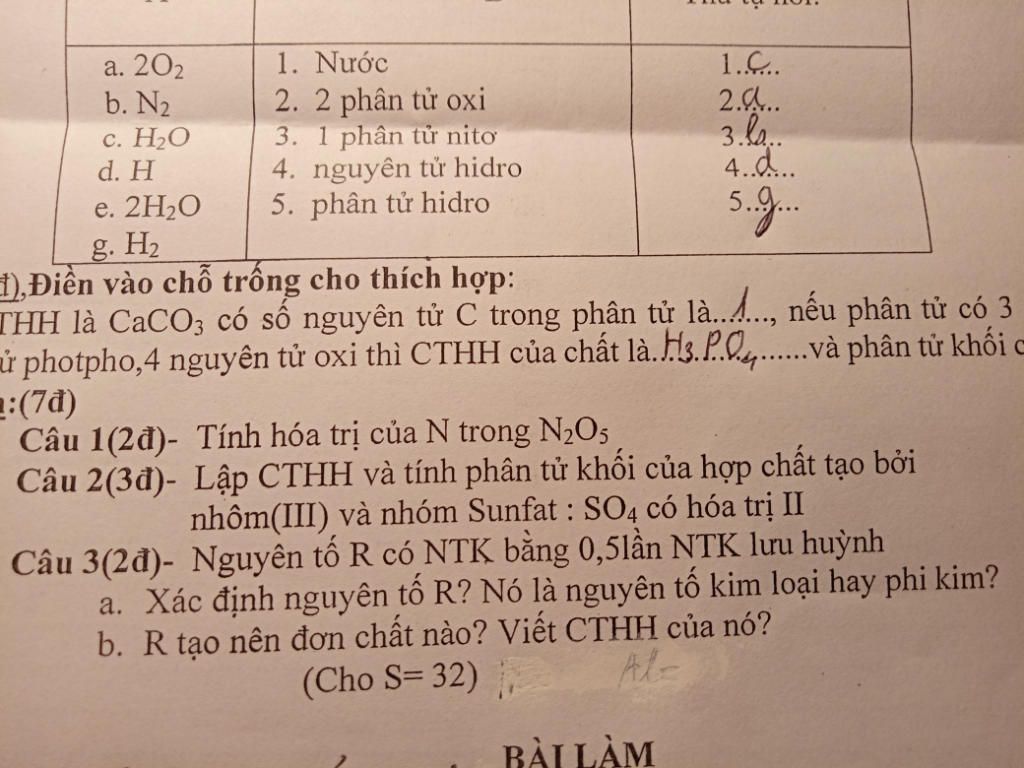 a. 2O₂ 1. Nước 1..c....
b. N₂ 2. 2 phân tử oxi 2.a...
c. H₂O 3. 1 phân tử nitơ 3.b..
d. H 4. nguyên tử hidro 4..d...
e. 2H₂O 5. phân tử hidro 5..g...
g. H₂
đ),Điền vào chỗ trống cho thích hợp:
THH là CaCO₃ có số nguyên tử C trong phân tử là...1...., nếu phân tử có 3
photpho,4 nguyên tử oxi thì CTHH của chất là.H₃.P.O₄......và phân tử khối
:(7đ)
Câu 1(2đ)- Tính hóa trị của N trong N₂O₅
Câu 2(3đ)- Lập CTHH và tính phân tử khối của hợp chất tạo bởi
nhôm(III) và nhóm Sunfat : SO₄ có hóa trị II
Câu 3(2đ)- Nguyên tố R có NTK bằng 0,5lần NTK lưu huỳnh
a. Xác định nguyên tố R? Nó là nguyên tố kim loại hay phi kim?
b. R tạo nên đơn chất nào? Viết CTHH của nó?
(Cho S= 32) Al=
BÀI LÀM